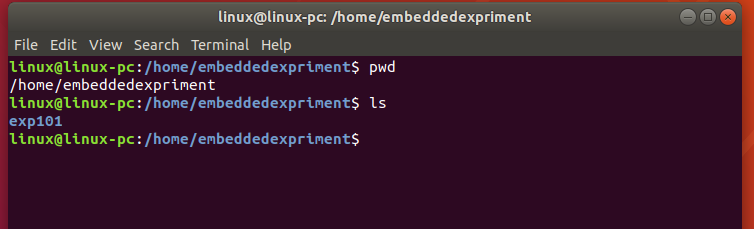 linux@linux-pc: /home/embeddedexpriment
File Edit View Search Terminal Help
linux@linux-pc:/home/embeddedexpriment$ pwd
/home/embeddedexpriment
linux@linux-pc:/home/embeddedexpriment$ ls
exp101
linux@linux-pc:/home/embeddedexpriment$